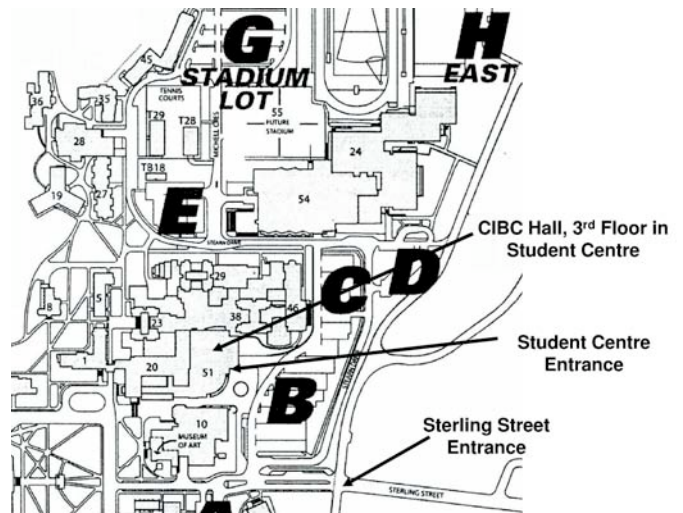 G
H
STADIUM
LOT
EAST
45
36
35
TENNIS
COURTS
T29
T28
28
55
FUTURE
STADIUM
24
TB18
19
27
54
E
CIBC Hall, 3rd Floor in
Student Centre
C
D
29
8
5
23
38
46
1
20
51
Student Centre
Entrance
B
10
MUSEUM
OF ART
Sterling Street
Entrance
STERLING STREET
A